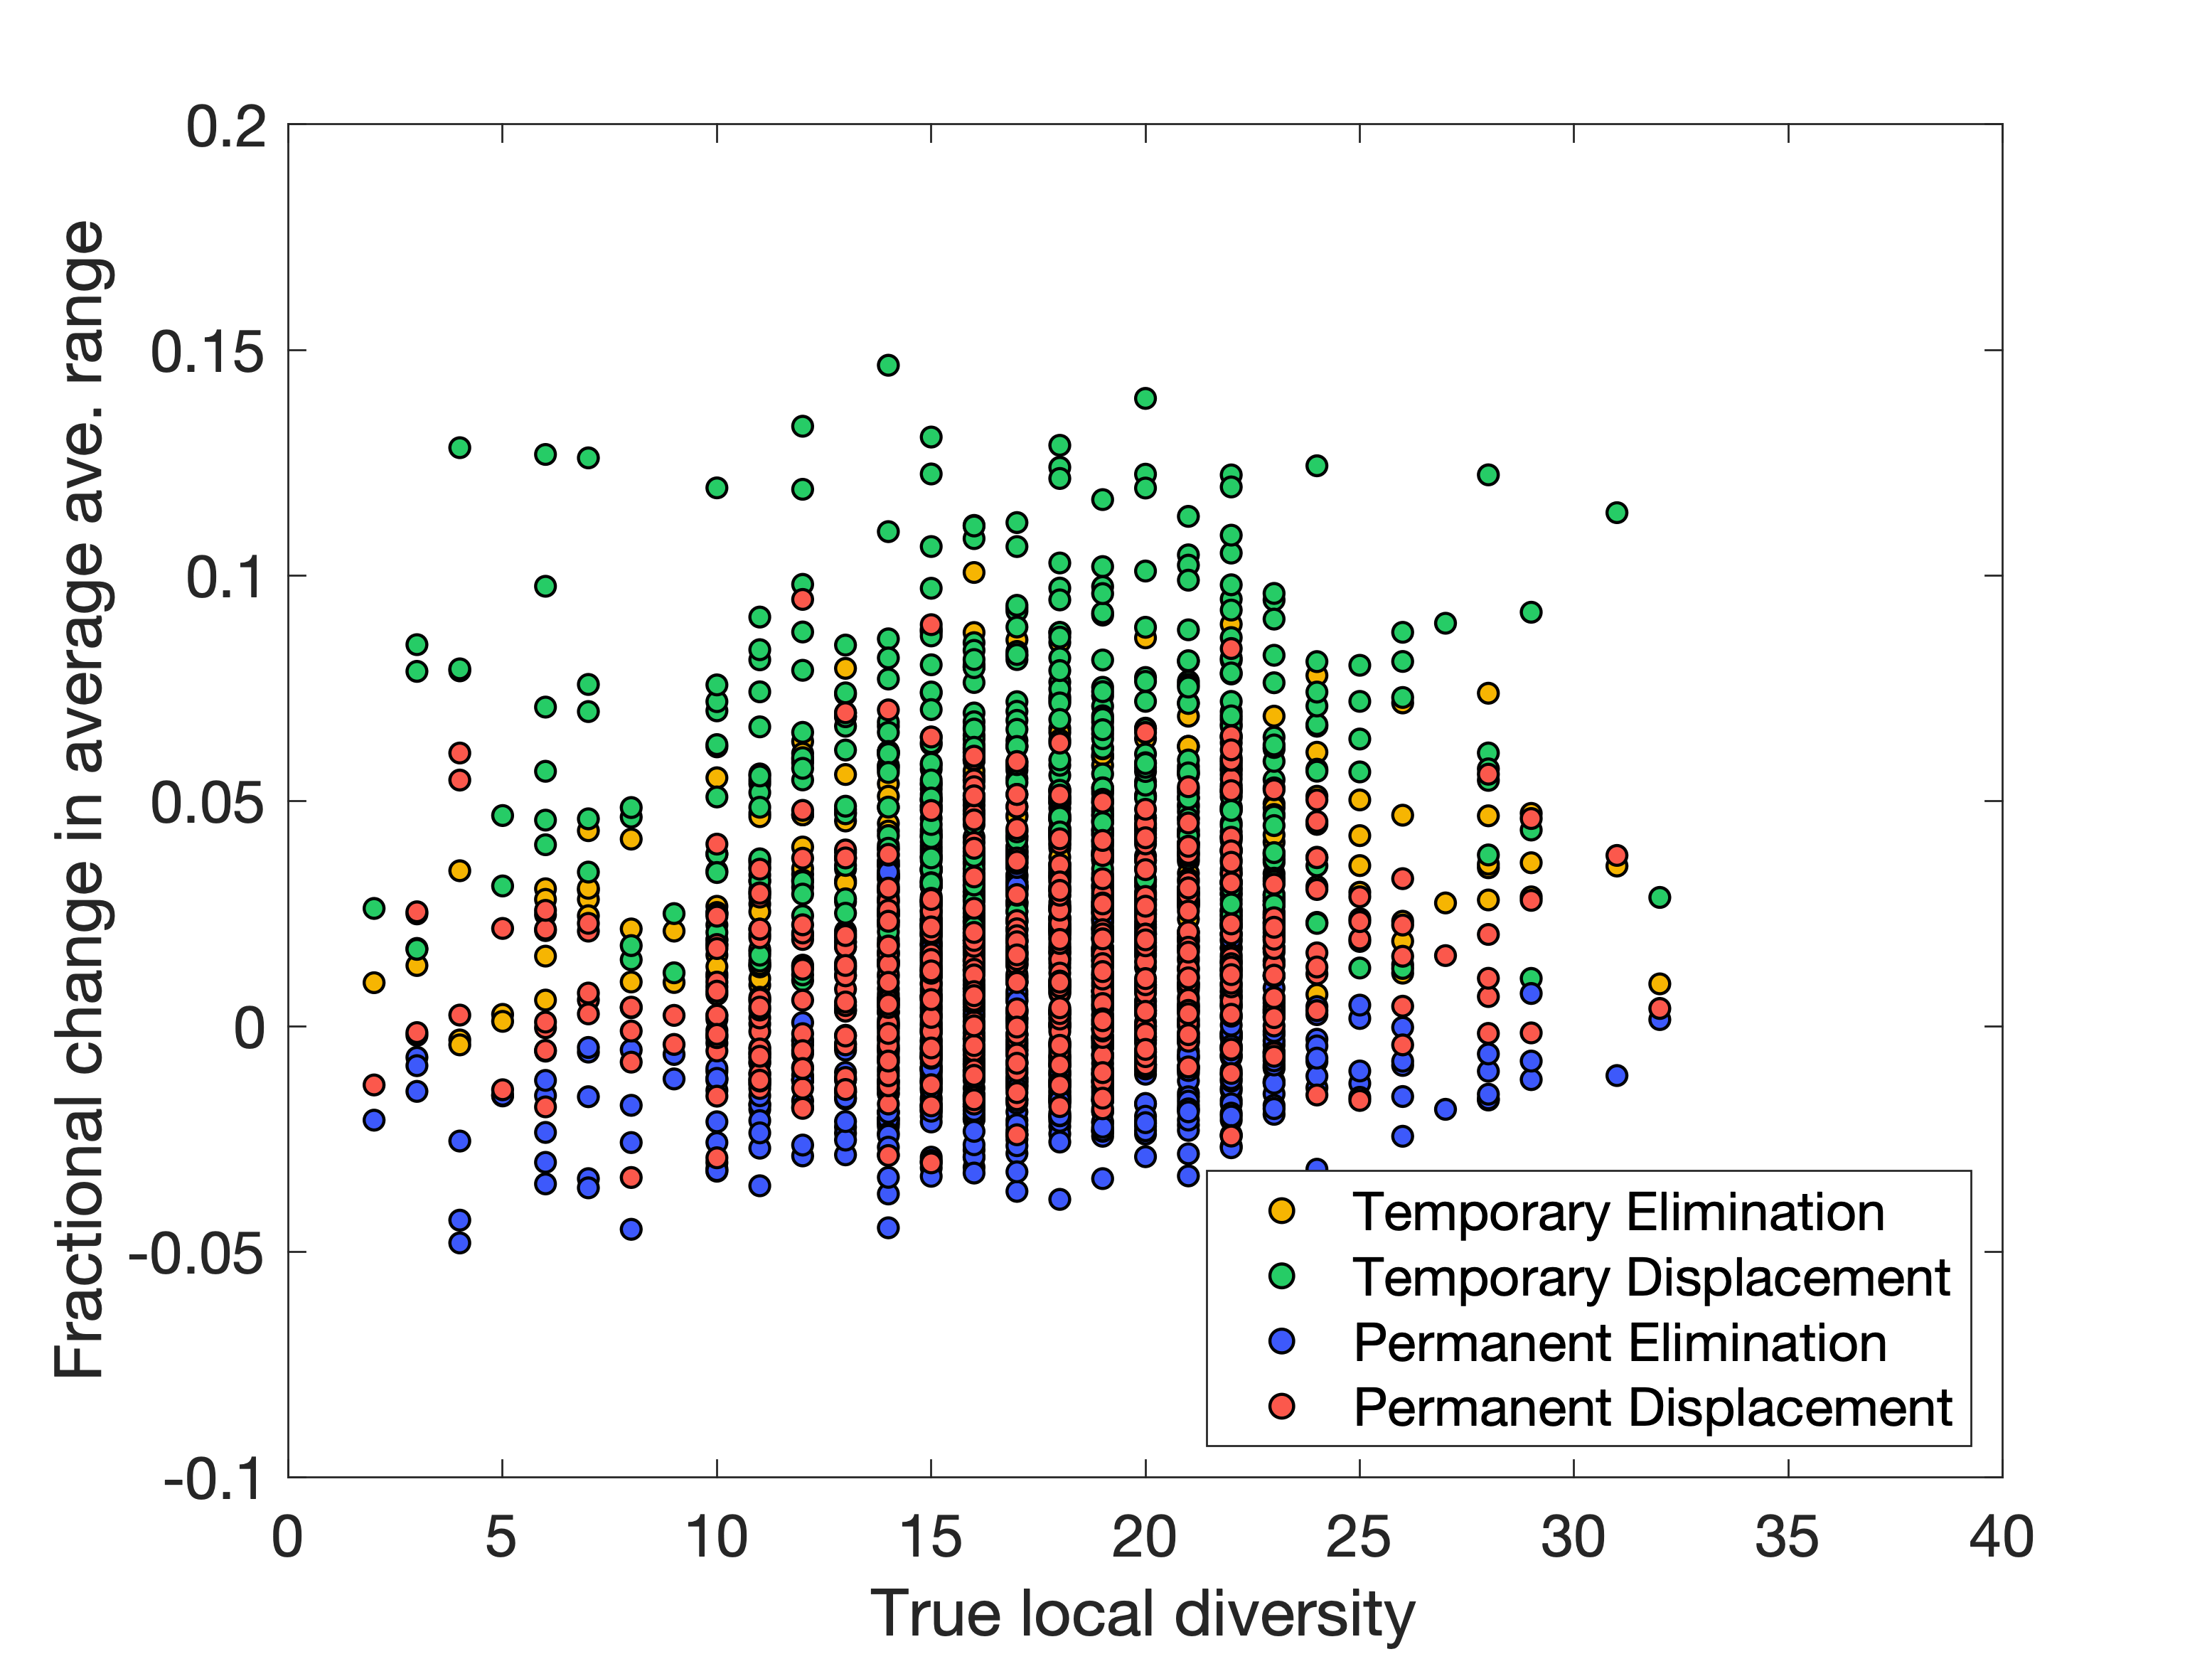 Fractional change in average ave. range
0.2
0.15
0.1
0.05
0
-0.05
-0.1
0 5 10 15 20 25 30 35 40
True local diversity
Temporary Elimination
Temporary Displacement
Permanent Elimination
Permanent Displacement